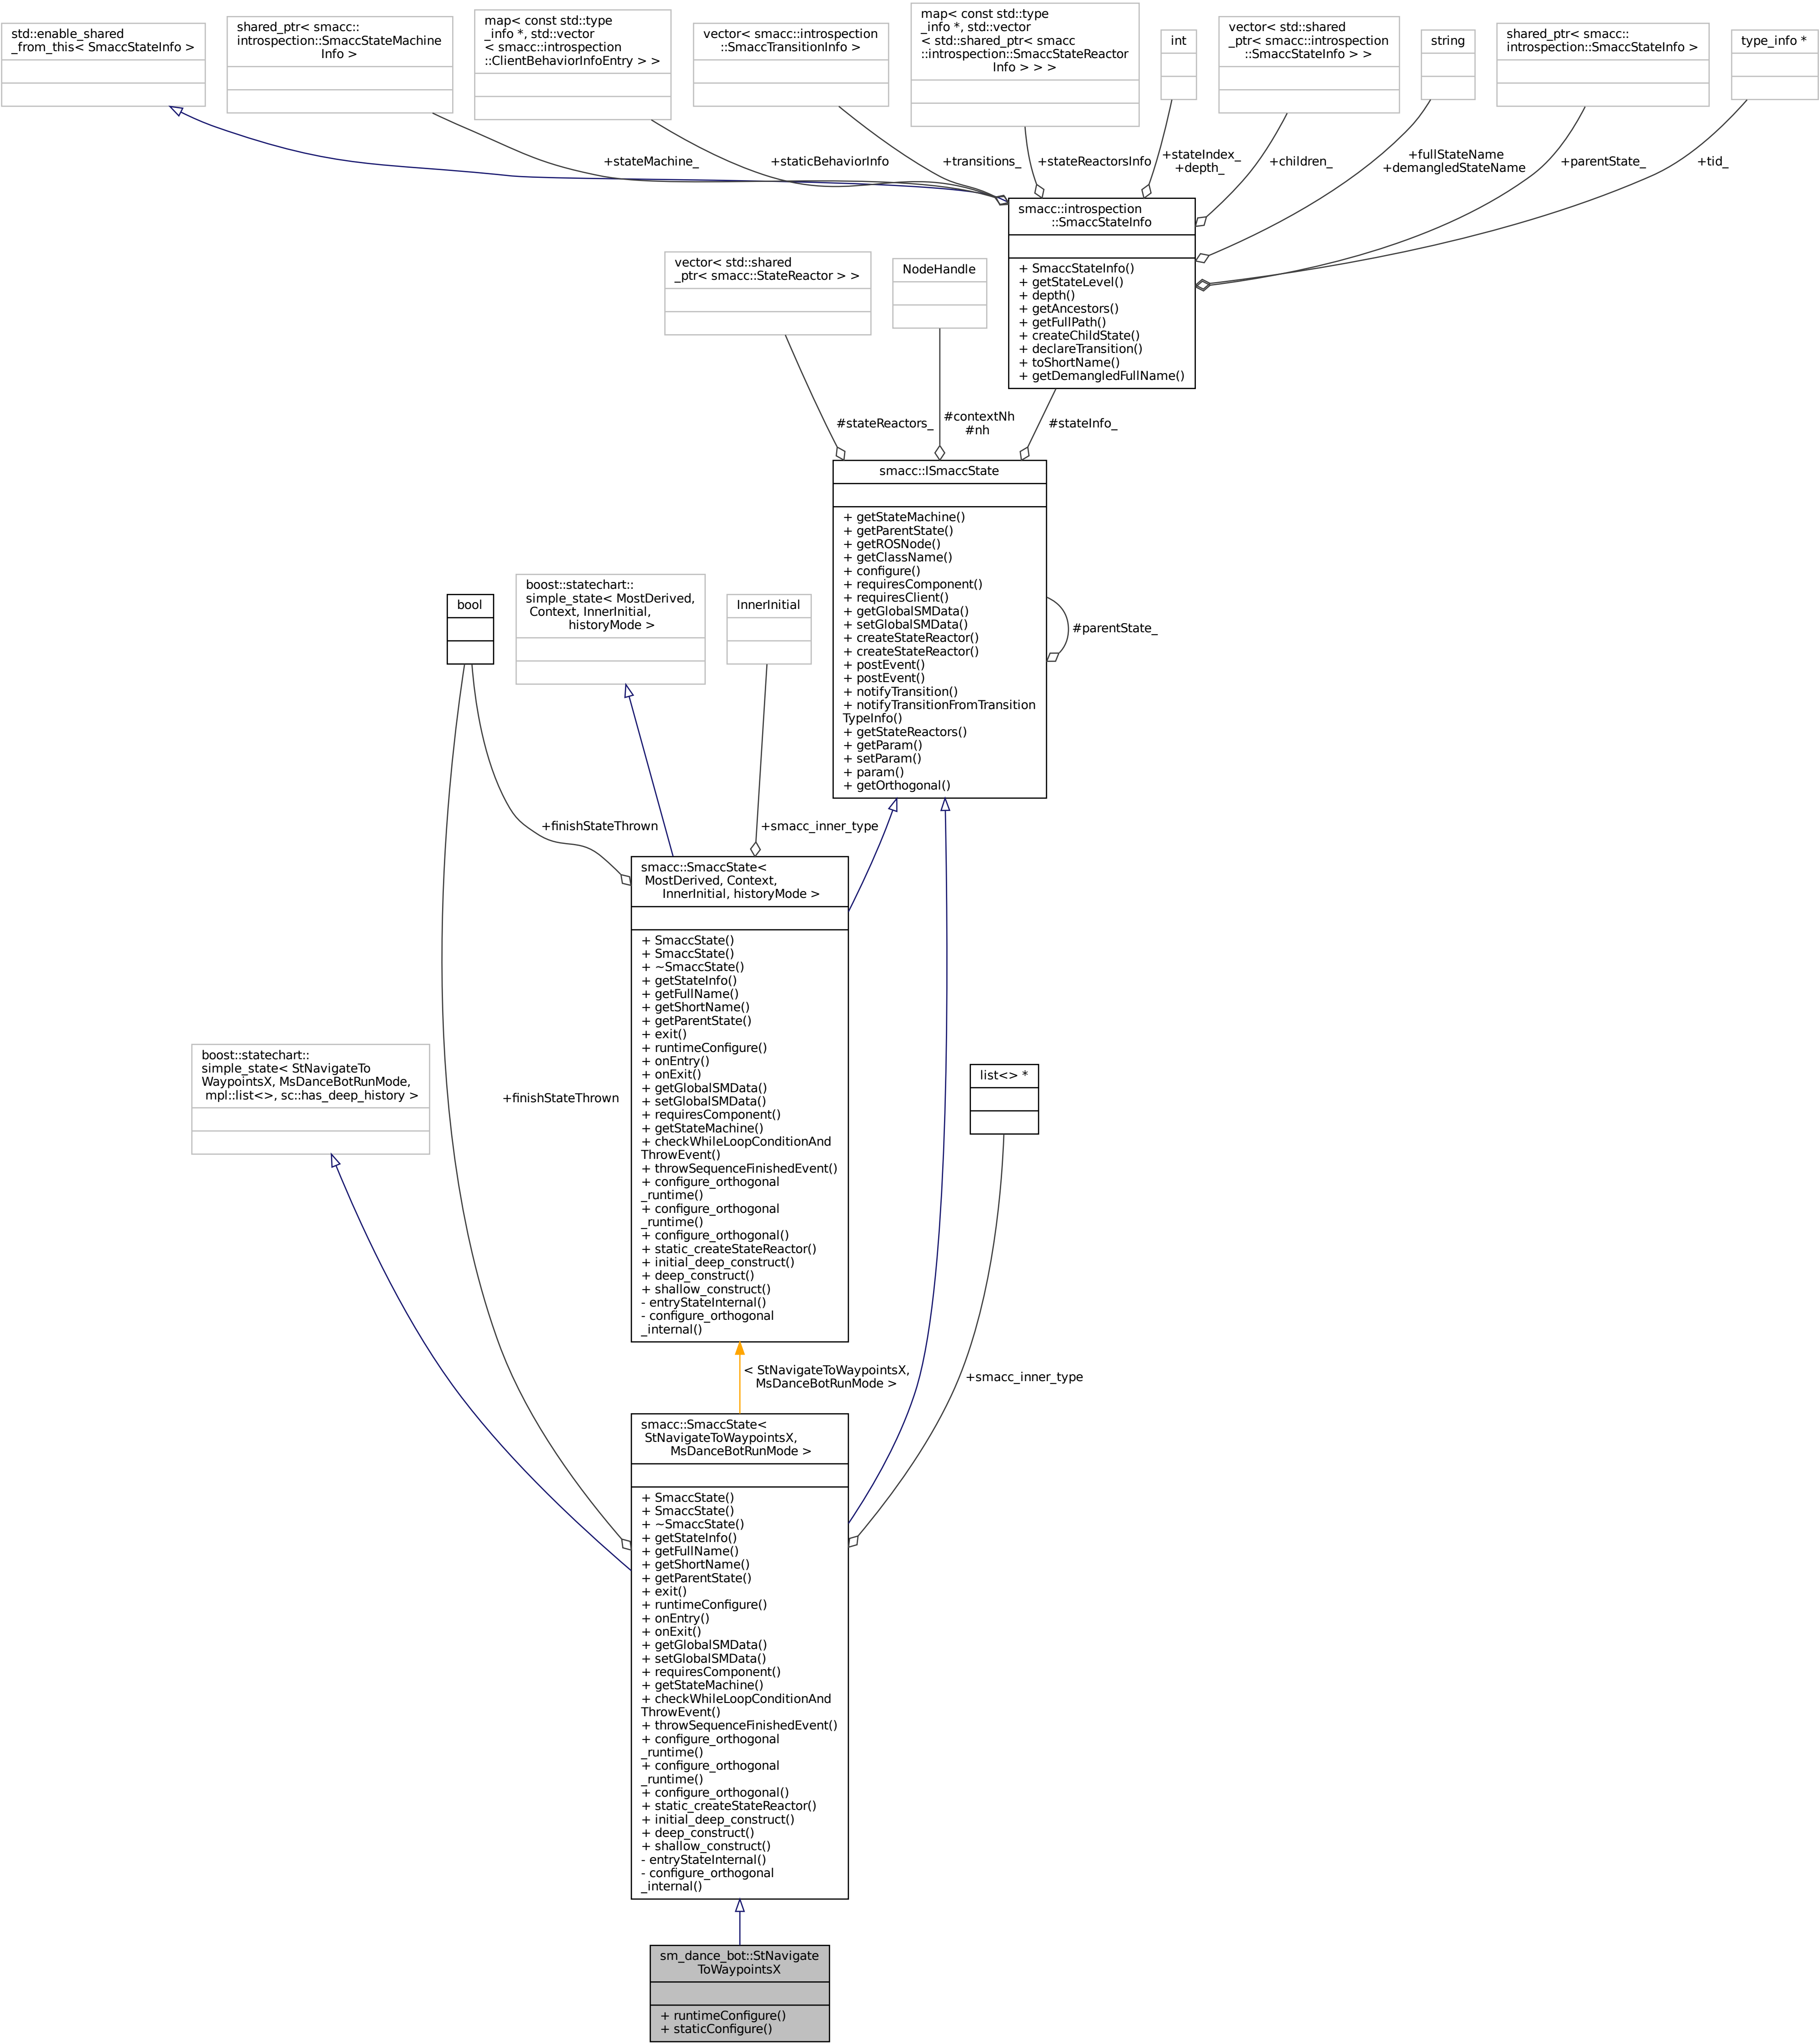 std::enable_shared
_from_this< SmaccStateInfo >
shared_ptr< smacc::
introspection::SmaccStateMachine
Info >
map< const std::type
_info *, std::vector
< smacc::introspection
::ClientBehaviorInfoEntry > >
vector< smacc::introspection
::SmaccTransitionInfo >
map< const std::type
_info *, std::vector
< std::shared_ptr< smacc
::introspection::SmaccStateReactor
Info > > >
int
vector< std::shared
_ptr< smacc::introspection
::SmaccStateInfo > >
string
shared_ptr< smacc::
introspection::SmaccStateInfo >
type_info *
+stateMachine_
+staticBehaviorInfo
+transitions_
+stateReactorsInfo
+stateIndex_
+depth_
+children_
+fullStateName
+demangledStateName
+parentState_
+tid_
smacc::introspection
::SmaccStateInfo
+ SmaccStateInfo()
+ getStateLevel()
+ depth()
+ getAncestors()
+ getFullPath()
+ createChildState()
+ declareTransition()
+ toShortName()
+ getDemangledFullName()
vector< std::shared
_ptr< smacc::StateReactor > >
NodeHandle
#stateReactors_
#contextNh
#nh
#stateInfo_
smacc::ISmaccState
+ getStateMachine()
+ getParentState()
+ getROSNode()
+ getClassName()
+ configure()
+ requiresComponent()
+ requiresClient()
+ getGlobalSMData()
+ setGlobalSMData()
+ createStateReactor()
+ createStateReactor()
+ postEvent()
+ postEvent()
+ notifyTransition()
+ notifyTransitionFromTransition
TypeInfo()
+ getStateReactors()
+ getParam()
+ setParam()
+ param()
+ getOrthogonal()
#parentState_
bool
boost::statechart::
simple_state< MostDerived,
Context, InnerInitial,
historyMode >
InnerInitial
+finishStateThrown
+smacc_inner_type
smacc::SmaccState<
MostDerived, Context,
InnerInitial, historyMode >
+ SmaccState()
+ SmaccState()
+ ~SmaccState()
+ getStateInfo()
+ getFullName()
+ getShortName()
+ getParentState()
+ exit()
+ runtimeConfigure()
+ onEntry()
+ onExit()
+ getGlobalSMData()
+ setGlobalSMData()
+ requiresComponent()
+ getStateMachine()
+ checkWhileLoopConditionAnd
ThrowEvent()
+ throwSequenceFinishedEvent()
+ configure_orthogonal
_runtime()
+ configure_orthogonal
_runtime()
+ configure_orthogonal()
+ static_createStateReactor()
+ initial_deep_construct()
+ deep_construct()
+ shallow_construct()
- entryStateInternal()
- configure_orthogonal
_internal()
boost::statechart::
simple_state< StNavigateTo
WaypointsX, MsDanceBotRunMode,
mpl::list<>, sc::has_deep_history >
+finishStateThrown
list<> *
< StNavigateToWaypointsX,
MsDanceBotRunMode >
+smacc_inner_type
smacc::SmaccState<
StNavigateToWaypointsX,
MsDanceBotRunMode >
+ SmaccState()
+ SmaccState()
+ ~SmaccState()
+ getStateInfo()
+ getFullName()
+ getShortName()
+ getParentState()
+ exit()
+ runtimeConfigure()
+ onEntry()
+ onExit()
+ getGlobalSMData()
+ setGlobalSMData()
+ requiresComponent()
+ getStateMachine()
+ checkWhileLoopConditionAnd
ThrowEvent()
+ throwSequenceFinishedEvent()
+ configure_orthogonal
_runtime()
+ configure_orthogonal
_runtime()
+ configure_orthogonal()
+ static_createStateReactor()
+ initial_deep_construct()
+ deep_construct()
+ shallow_construct()
- entryStateInternal()
- configure_orthogonal
_internal()
sm_dance_bot::StNavigate
ToWaypointsX
+ runtimeConfigure()
+ staticConfigure()